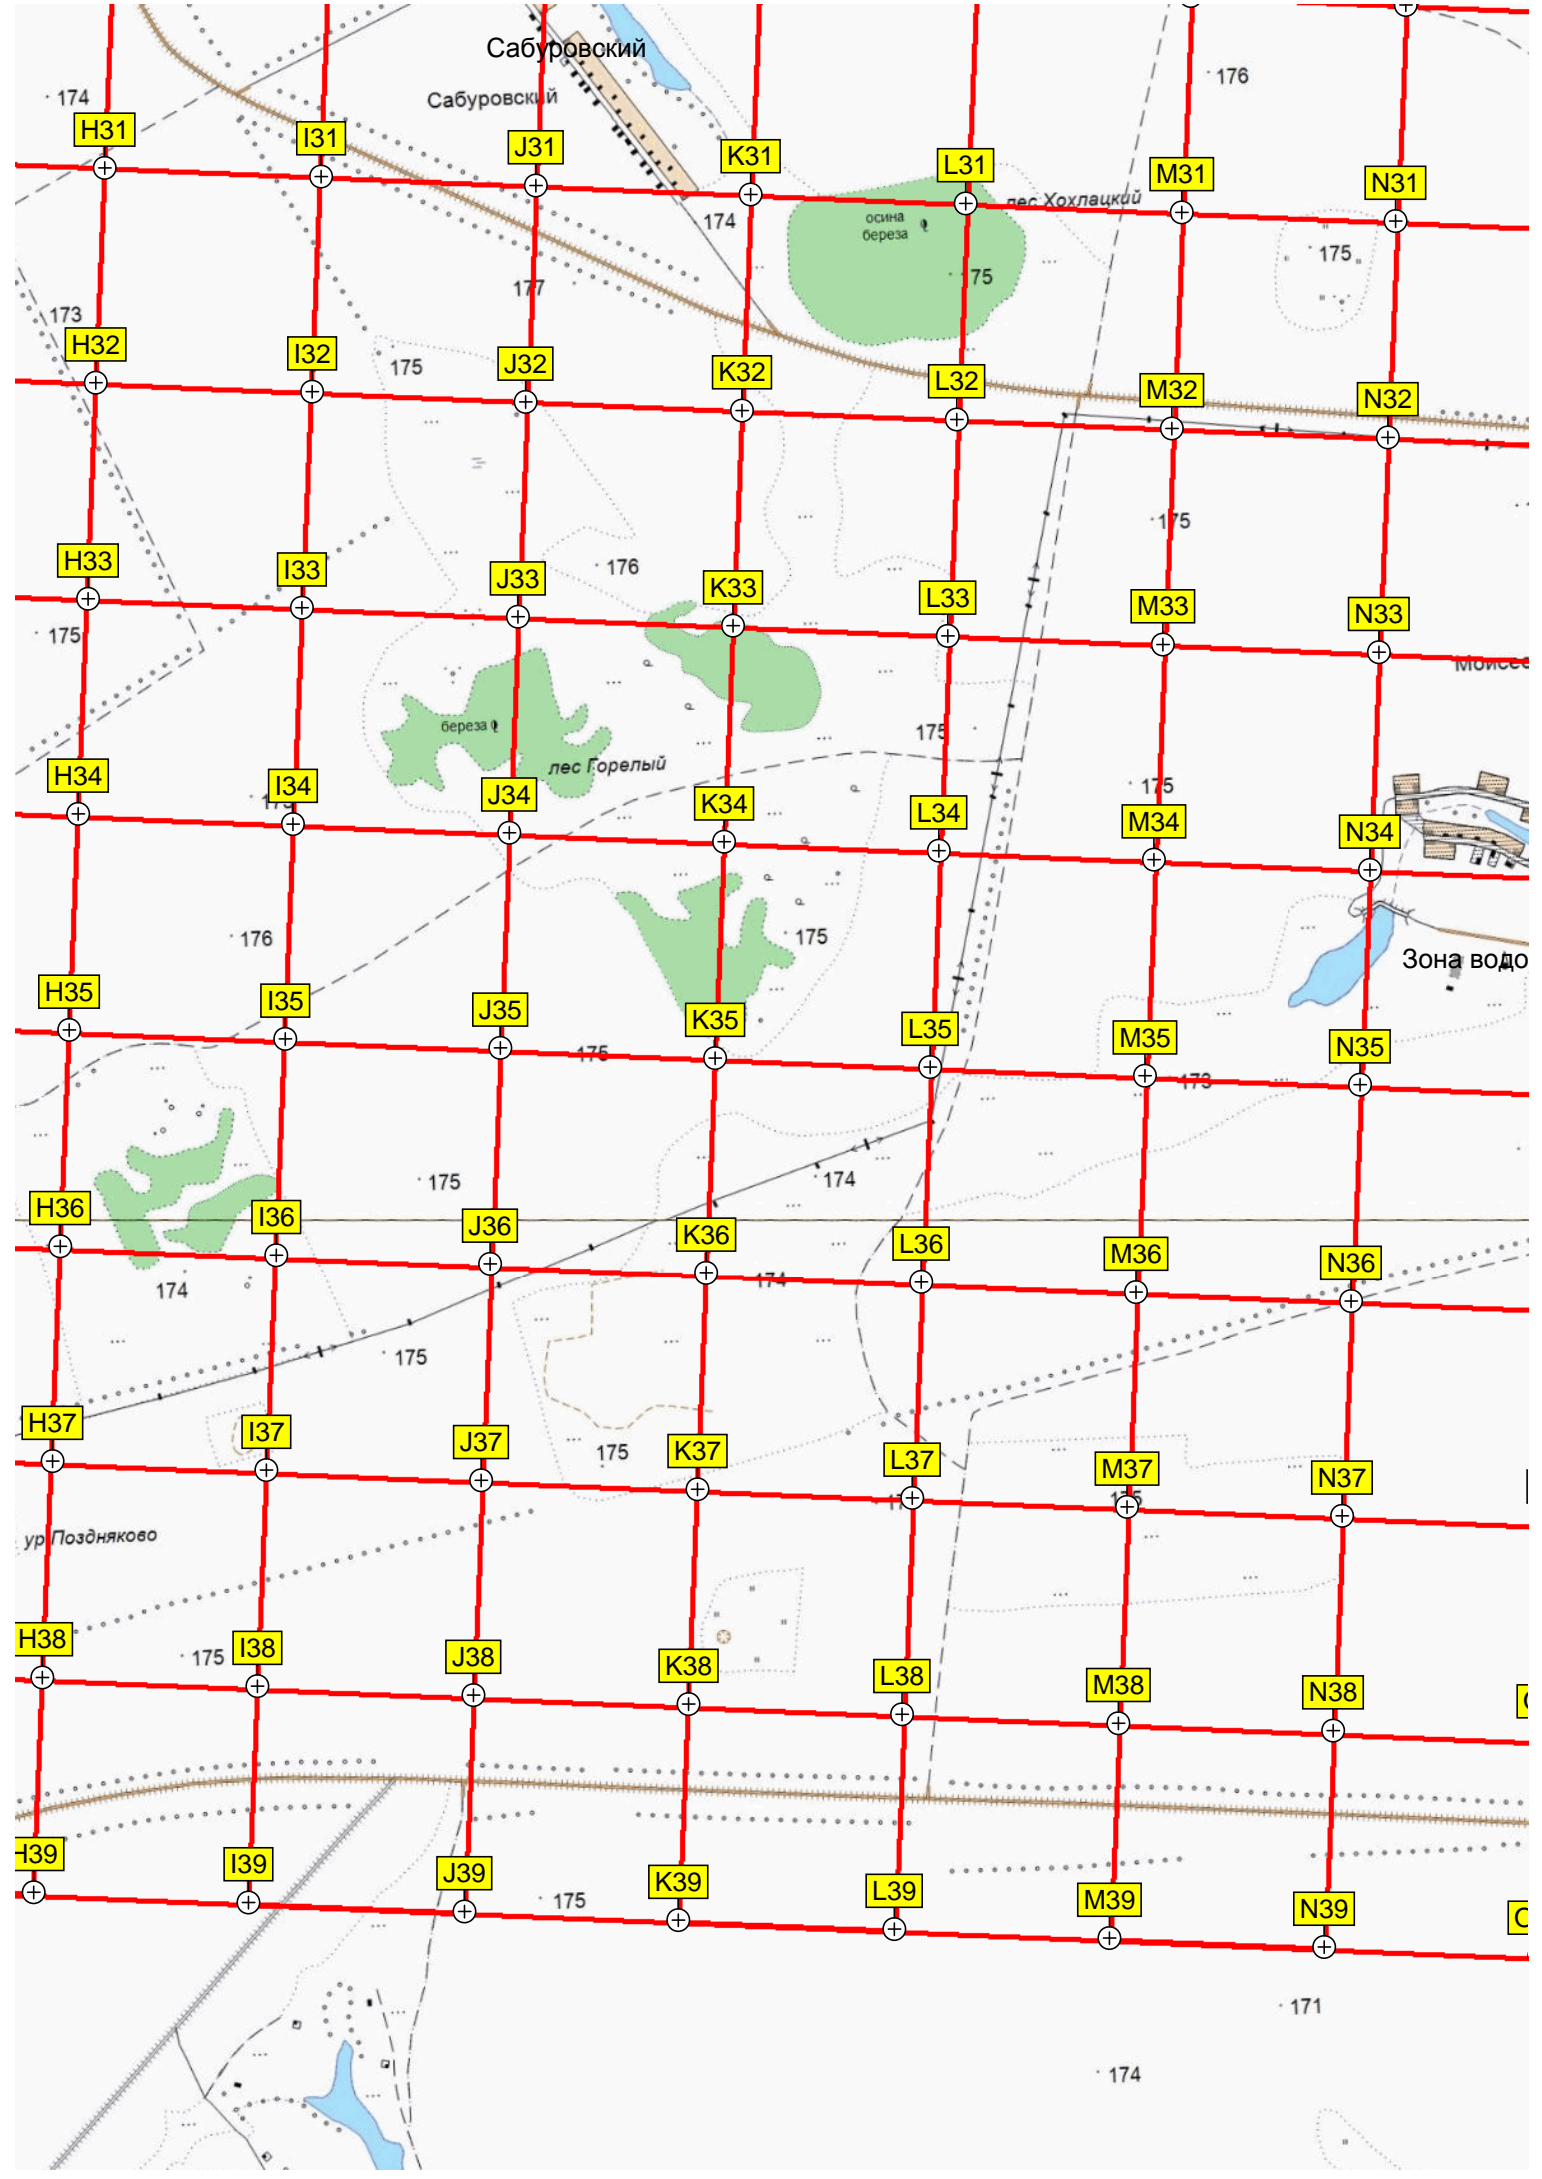 Сабуровский
176
174
Сабуровский
H31
I31
J31
K31
L31
M31
N31
лес Хохлацкий
174
осина
береза
175
75
177
173
H32
I32
J32
K32
L32
M32
N32
175
175
H33
I33
J33
K33
L33
M33
N33
176
175
береза
175
лес Горелый
H34
I34
J34
K34
L34
M34
N34
175
176
175
Зона водо
H35
I35
J35
K35
L35
M35
N35
175
173
175
174
H36
I36
J36
K36
L36
M36
N36
174
174
175
H37
I37
J37
K37
L37
M37
N37
175
175
ур Поздняково
H38
I38
J38
K38
L38
M38
N38
175
H39
I39
J39
K39
L39
M39
N39
175
171
174